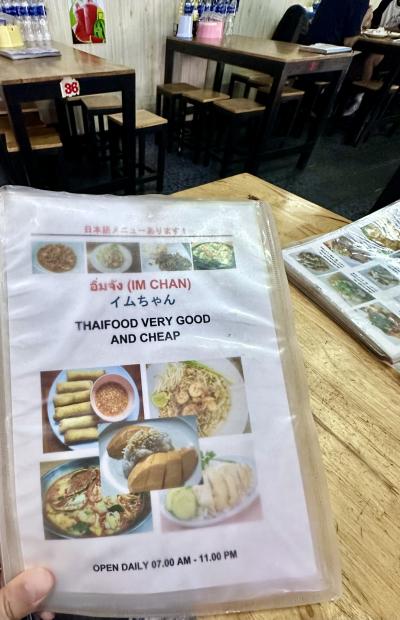 36
日本語メニューあります！
อิ่มจัง (IM CHAN)
イムちゃん
THAIFOOD VERY GOOD
AND CHEAP
OPEN DAILY 07.00 AM - 11.00 PM